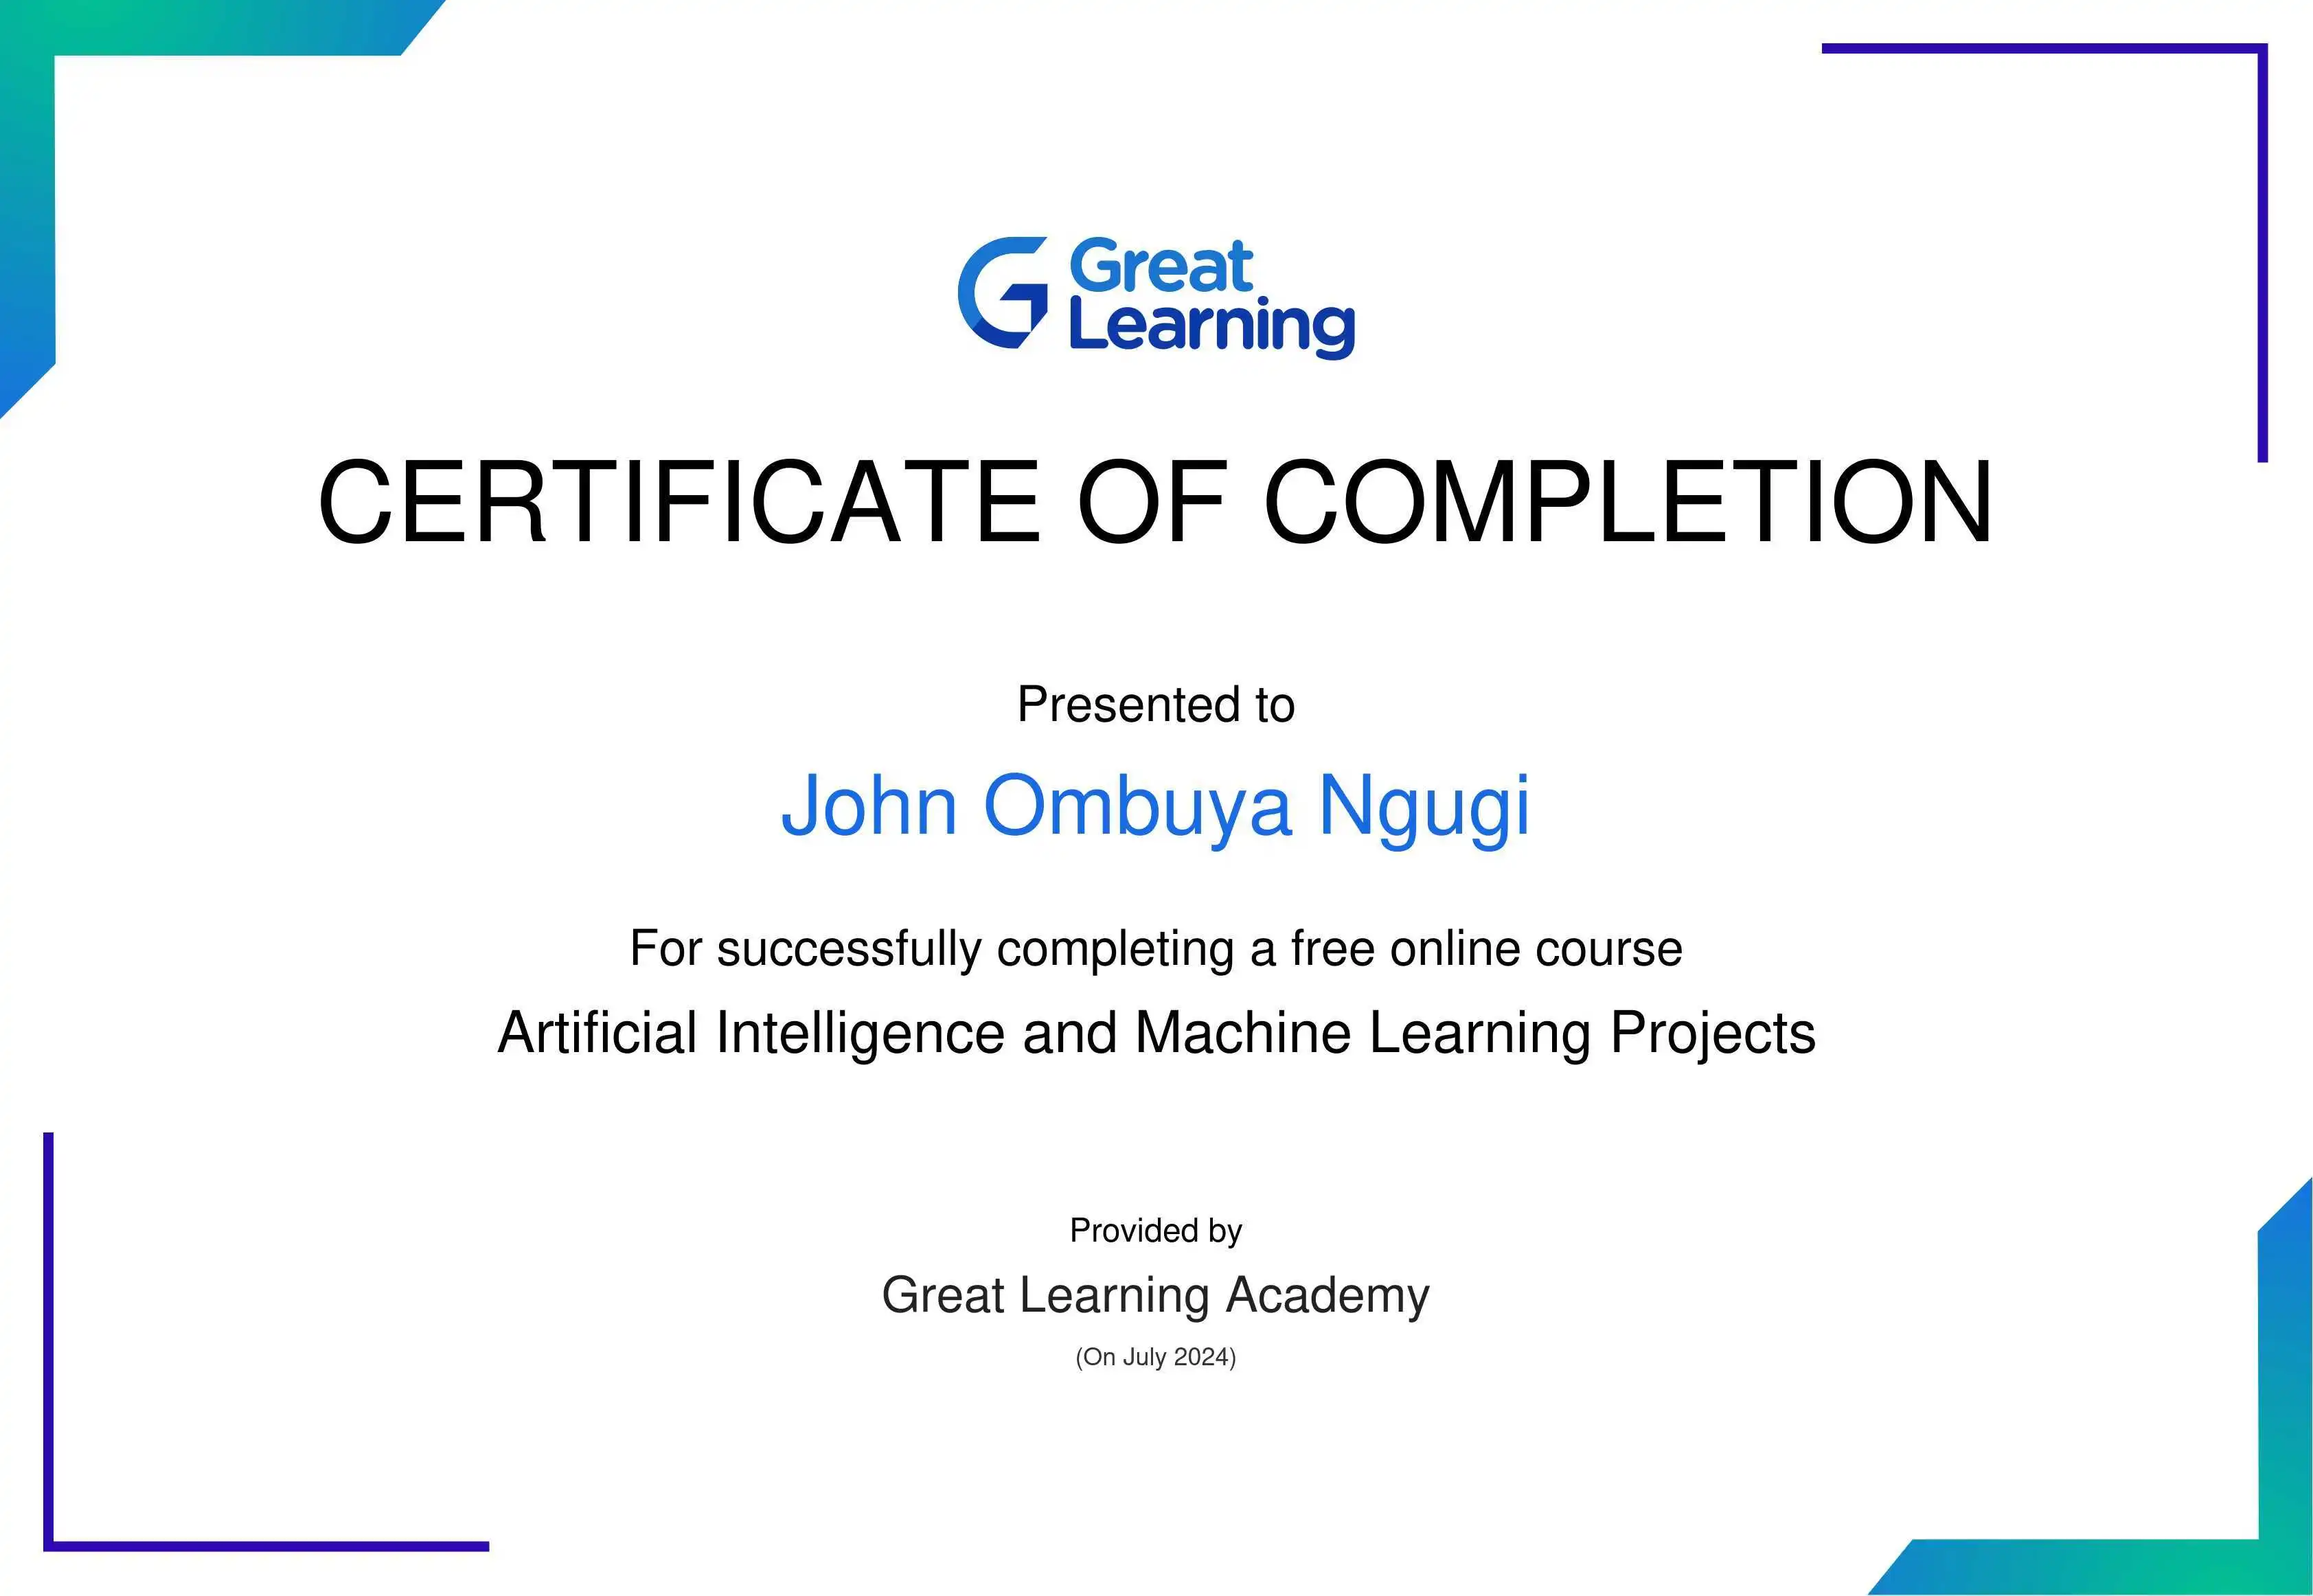 Great
Learning
CERTIFICATE OF COMPLETION
Presented to
John Ombuya Ngugi
For successfully completing a free online course
Artificial Intelligence and Machine Learning Projects
Provided by
Great Learning Academy
(On July 2024)